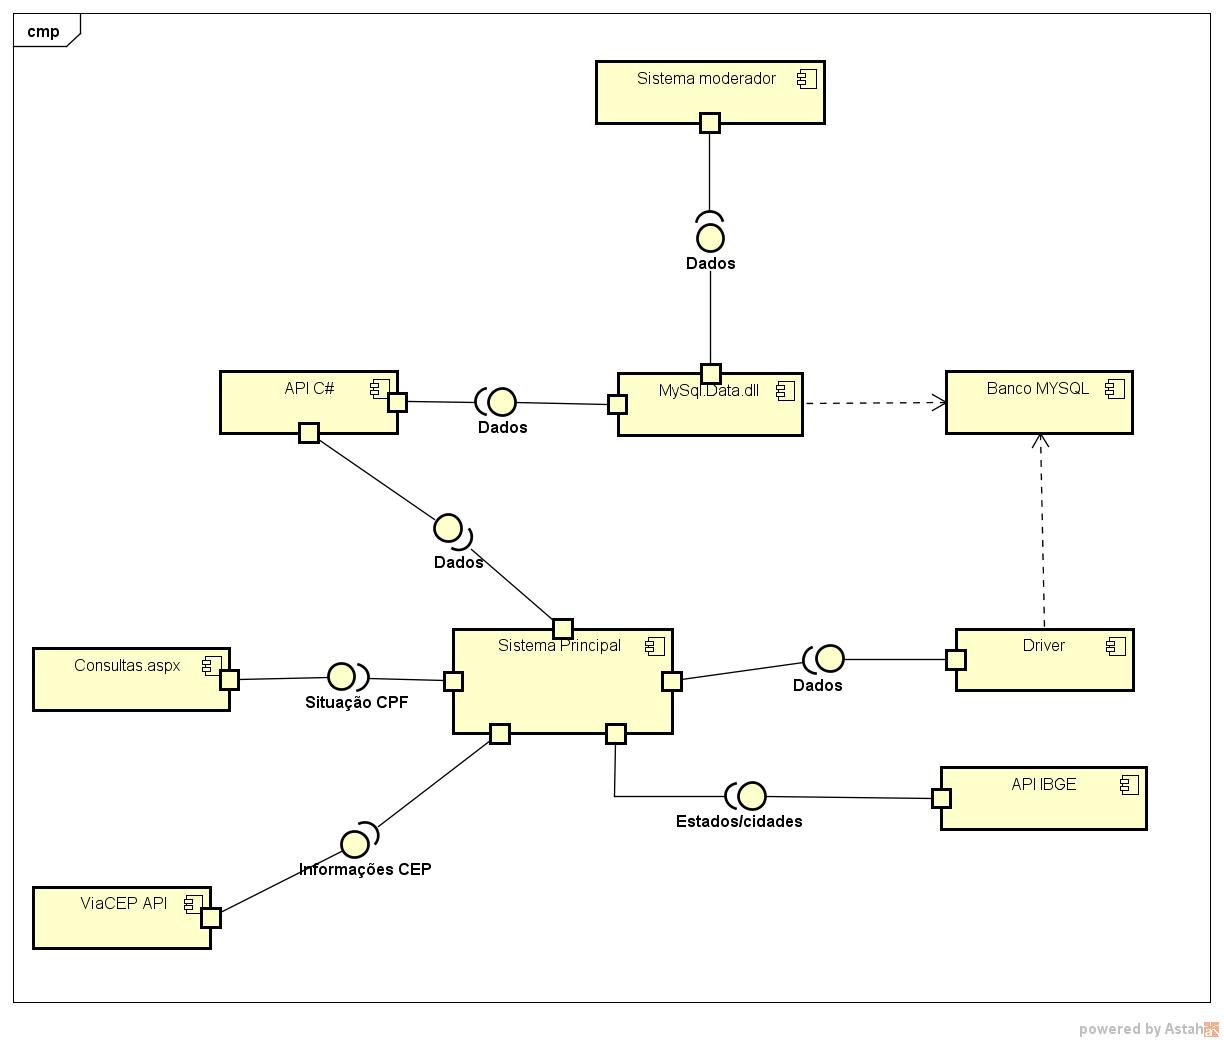 cmp
Sistema moderador
Dados
API C#
MySql.Data.dll
Banco MYSQL
Dados
Dados
Sistema Principal
Driver
Consultas.aspx
Dados
Situação CPF
API IBGE
Estados/cidades
Informações CEP
ViaCEP API
powered by Astah